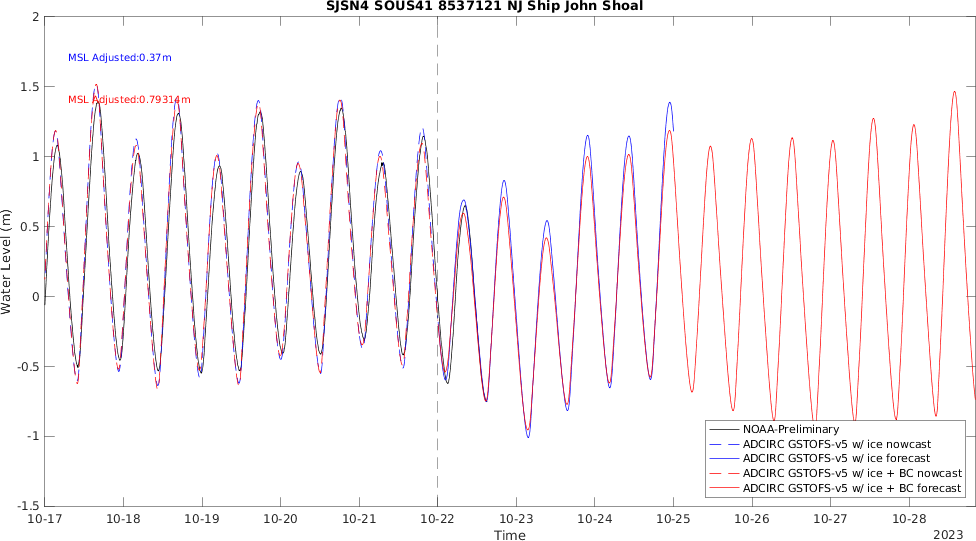 SJSN4 SOUS41 8537121 NJ Ship John Shoal
2
1.5
1
0.5
0
-0.5
-1
-1.5
Water Level (m)
MSL Adjusted:0.37m
MSL Adjusted:0.79314m
NOAA-Preliminary
ADCIRC GSTOFS-v5 w/ ice nowcast
ADCIRC GSTOFS-v5 w/ ice forecast
ADCIRC GSTOFS-v5 w/ ice + BC nowcast
ADCIRC GSTOFS-v5 w/ ice + BC forecast
10-17 10-18 10-19 10-20 10-21 10-22 10-23 10-24 10-25 10-26 10-27 10-28
Time
2023